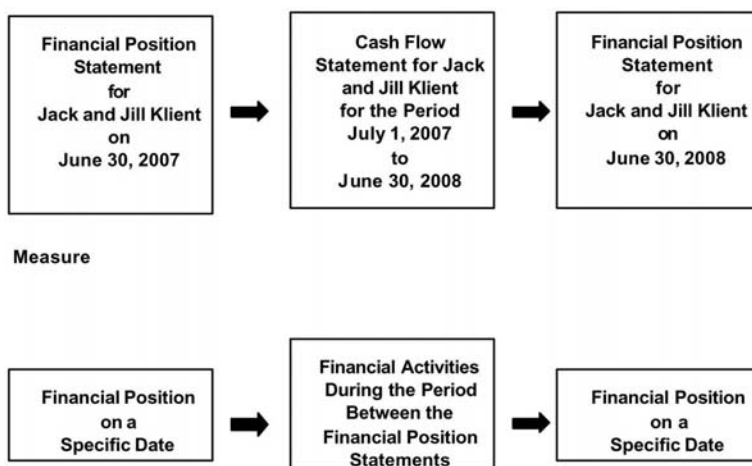 Financial Position
Statement
for
Jack and Jill Klient
on
June 30, 2007
Cash Flow
Statement for Jack
and Jill Klient
for the Period
July 1, 2007
to
June 30, 2008
Financial Position
Statement
for
Jack and Jill Klient
on
June 30, 2008
Measure
Financial Position
on a
Specific Date
Financial Activities
During the Period
Between the
Financial Position
Statements
Financial Position
on a
Specific Date